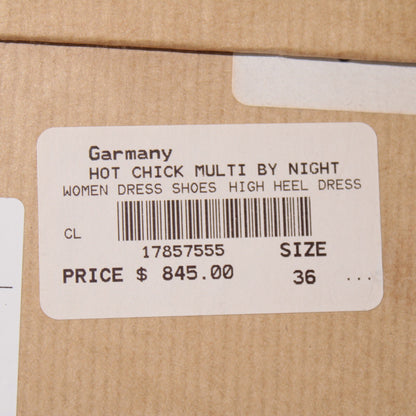 Garmany
HOT CHICK MULTI BY NIGHT
WOMEN DRESS SHOES HIGH HEEL DRESS
CL
17857555 SIZE
PRICE $ 845.00 36 ...